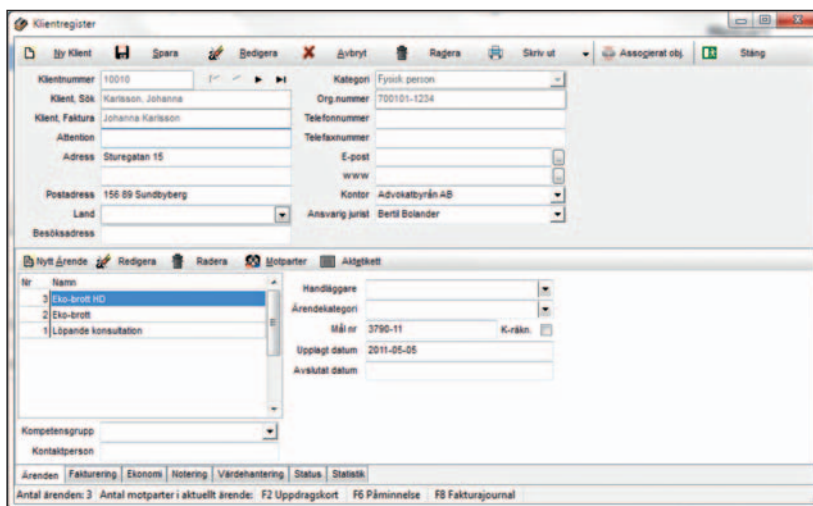 Klientregister
Ny Klient Spara Redigera Avbryt Radera Skriv ut Associerat obj. Stäng
Klientnummer 10010 Kategori Fysisk person
Klient, Sök Karlsson, Johanna Org.nummer 700101-1234
Klient, Faktura Johanna Karlsson Telefonnummer
Attention Telefaxnummer
Adress Sturegatan 15 E-post
www
Postadress 156 89 Sundbyberg Kontor Advokatbyrån AB
Land Ansvarig jurist Bertil Bolander
Besöksadress
Nytt Ärende Redigera Radera Motparter Aktetikett
Nr Namn Handläggare
3 Eko-brott HD Ärendekategori
2 Eko-brott
1 Löpande konsultation Mål nr 3790-11 K-räkn.
Upplagt datum 2011-05-05
Avslutat datum
Kompetensgrupp
Kontaktperson
Ärenden Fakturering Ekonomi Notering Värdehantering Status Statistik
Antal ärenden: 3 Antal motparter i aktuellt ärende: F2 Uppdragskort F6 Påminnelse F8 Fakturajournal